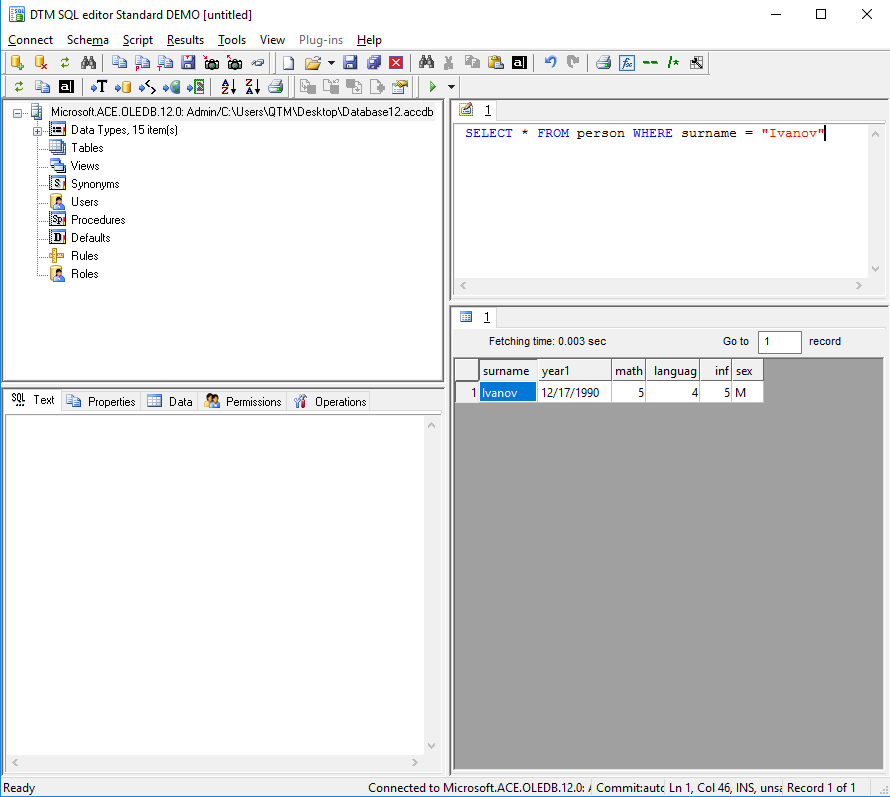 DTM SQL editor Standard DEMO [untitled]
Connect Schema Script Results Tools View Plug-ins Help
Microsoft.ACE.OLEDB.12.0: Admin/C:\Users\QTM\Desktop\Database12.accdb
Data Types, 15 item(s)
Tables
Views
Synonyms
Users
Procedures
Defaults
Rules
Roles
1
SELECT * FROM person WHERE surname = "Ivanov"
1
Fetching time: 0.003 sec Go to 1 record
surname year1 math languag inf sex
1 Ivanov 12/17/1990 5 4 5 M
SQL Text Properties Data Permissions Operations
Ready Connected to Microsoft.ACE.OLEDB.12.0: Commit:auto Ln 1, Col 46, INS, unsa Record 1 of 1